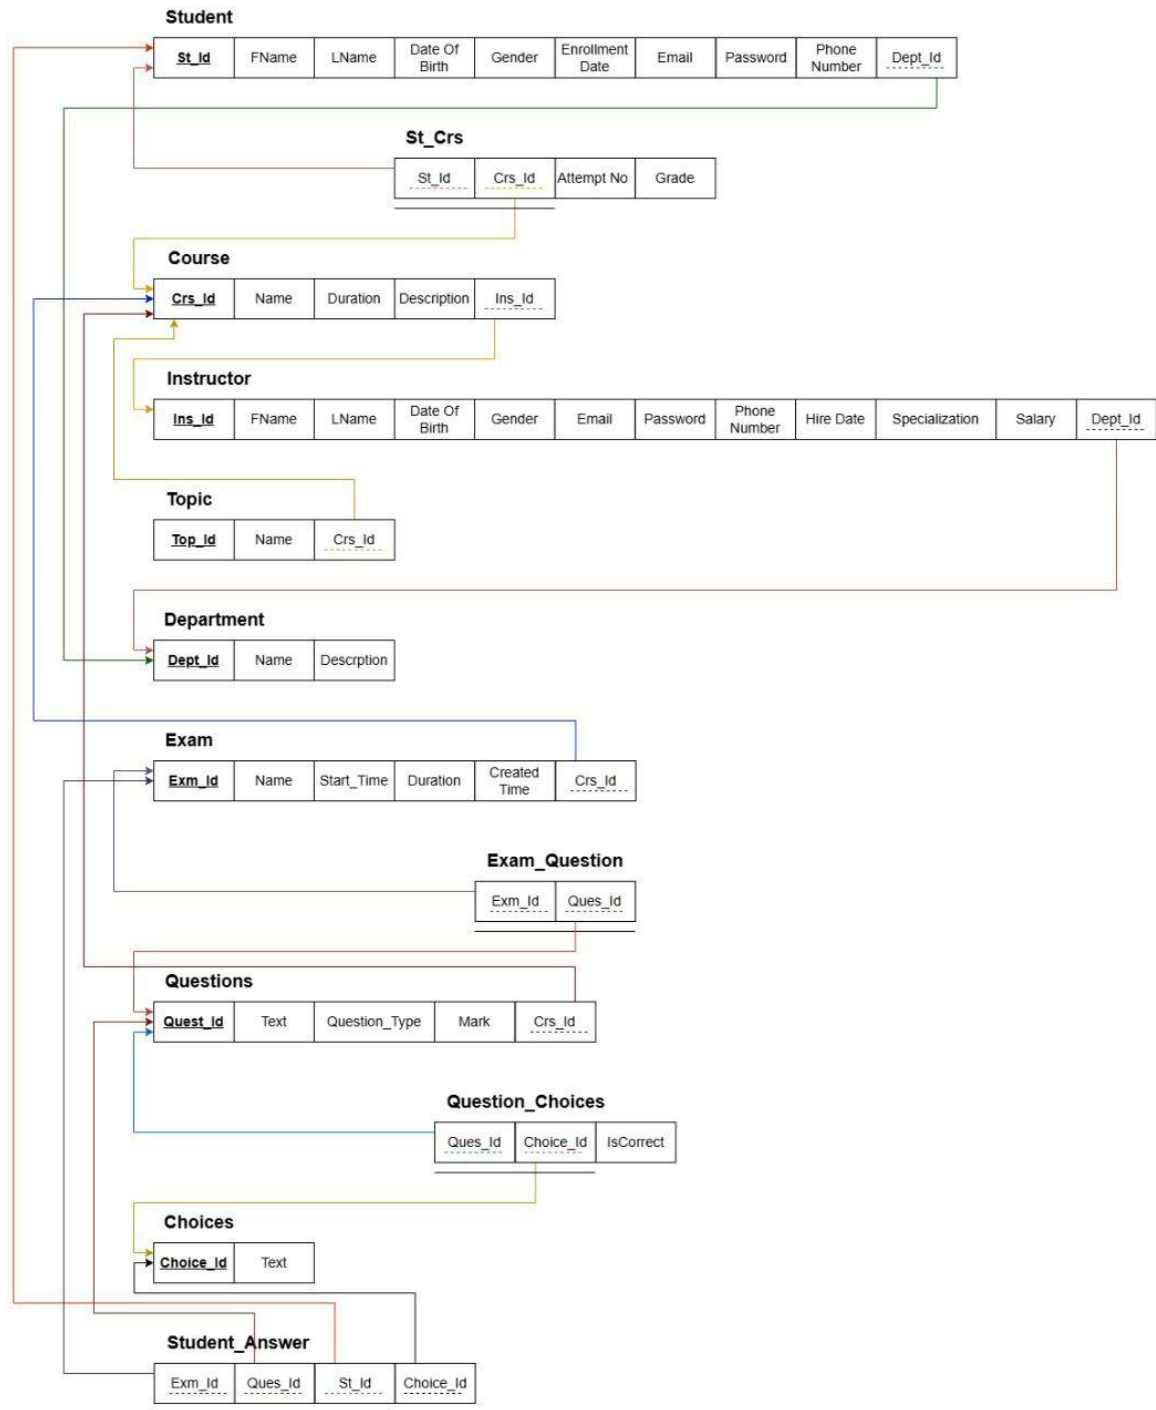 Student
St_Id FName LName Date Of Birth Gender Enrollment Date Email Password Phone Number Dept_Id
St_Crs
St_Id Crs_Id Attempt No Grade
Course
Crs_Id Name Duration Description Ins_Id
Instructor
Ins_Id FName LName Date Of Birth Gender Email Password Phone Number Hire Date Specialization Salary Dept_Id
Topic
Top_Id Name Crs_Id
Department
Dept_Id Name Descrption
Exam
Exm_Id Name Start_Time Duration Created Time Crs_Id
Exam_Question
Exm_Id Ques_Id
Questions
Quest_Id Text Question_Type Mark Crs_Id
Question_Choices
Ques_Id Choice_Id IsCorrect
Choices
Choice_Id Text
Student_Answer
Exm_Id Ques_Id St_Id Choice_Id